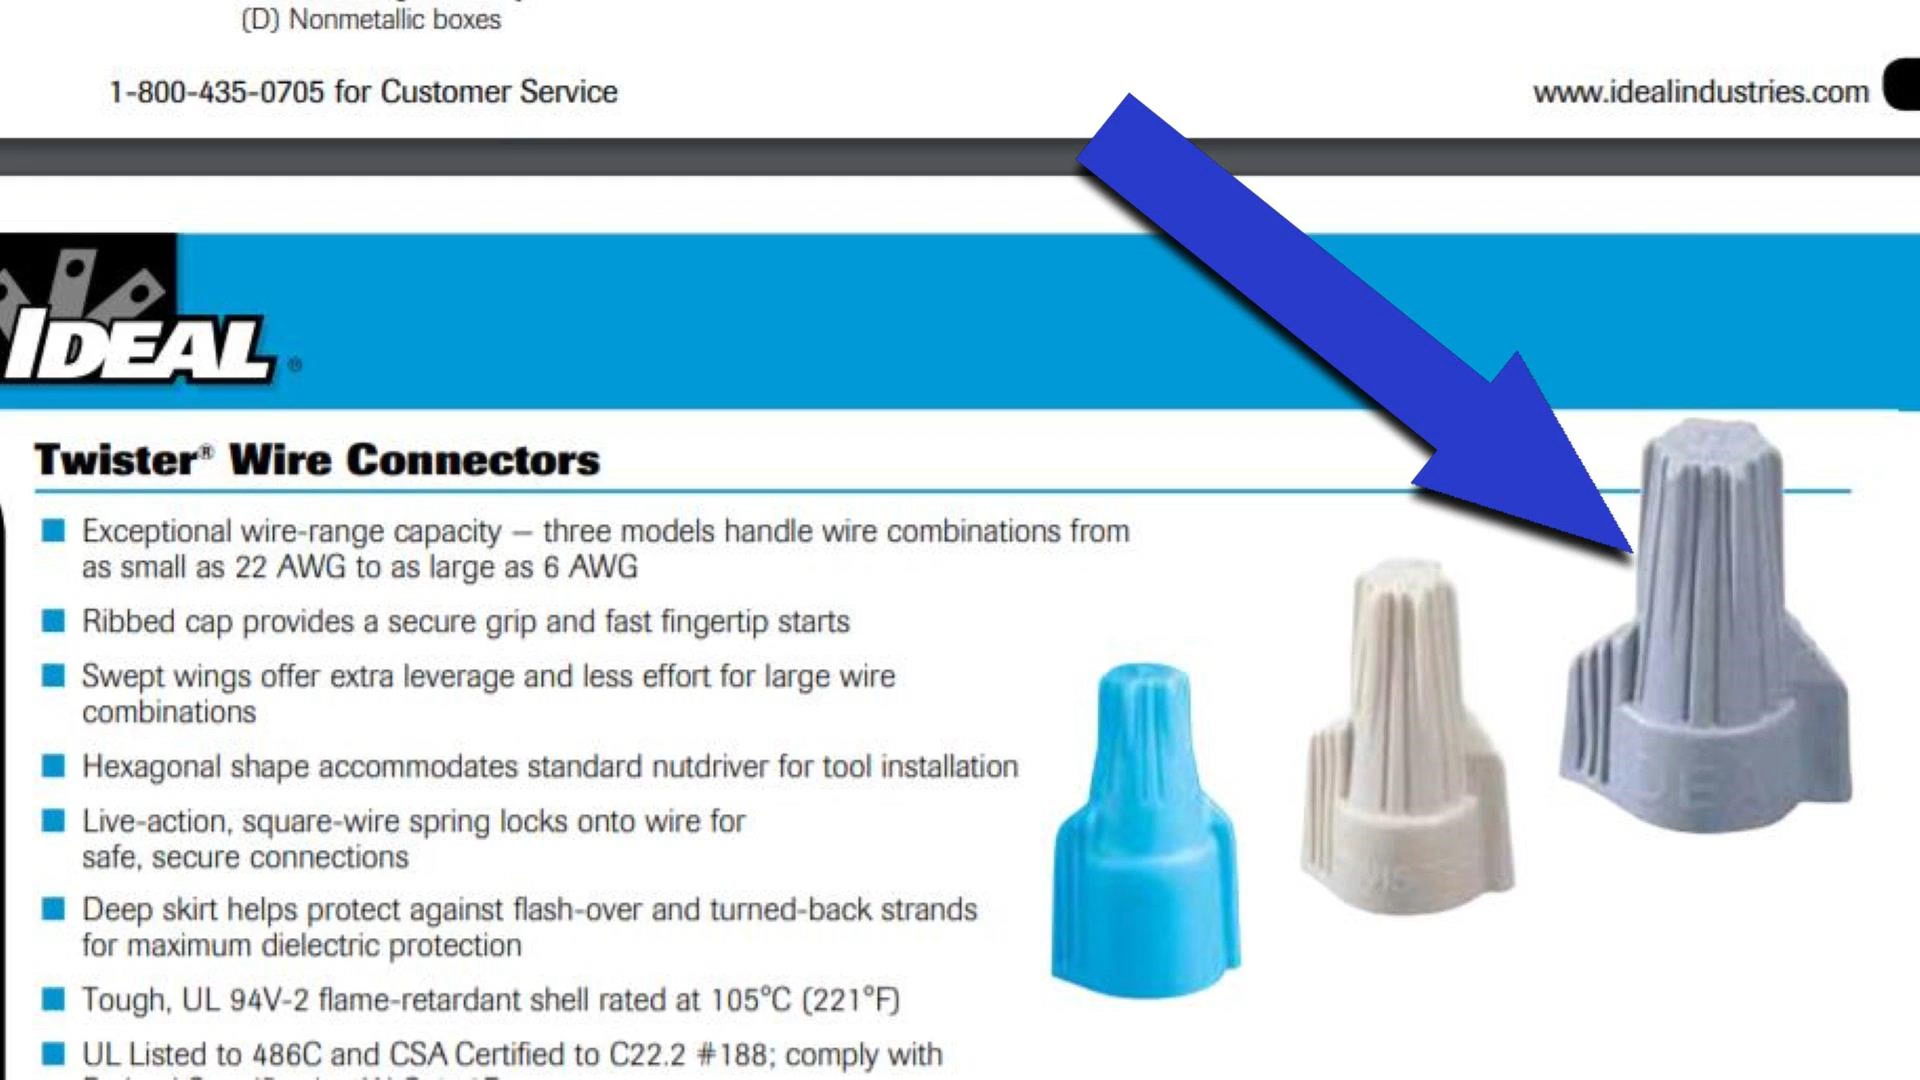 (D) Nonmetallic boxes
1-800-435-0705 for Customer Service
www.idealindustries.com
IDEAL®
Twister® Wire Connectors
Exceptional wire-range capacity – three models handle wire combinations from
as small as 22 AWG to as large as 6 AWG
Ribbed cap provides a secure grip and fast fingertip starts
Swept wings offer extra leverage and less effort for large wire
combinations
Hexagonal shape accommodates standard nutdriver for tool installation
Live-action, square-wire spring locks onto wire for
safe, secure connections
Deep skirt helps protect against flash-over and turned-back strands
for maximum dielectric protection
Tough, UL 94V-2 flame-retardant shell rated at 105°C (221°F)
UL Listed to 486C and CSA Certified to C22.2 #188; comply with